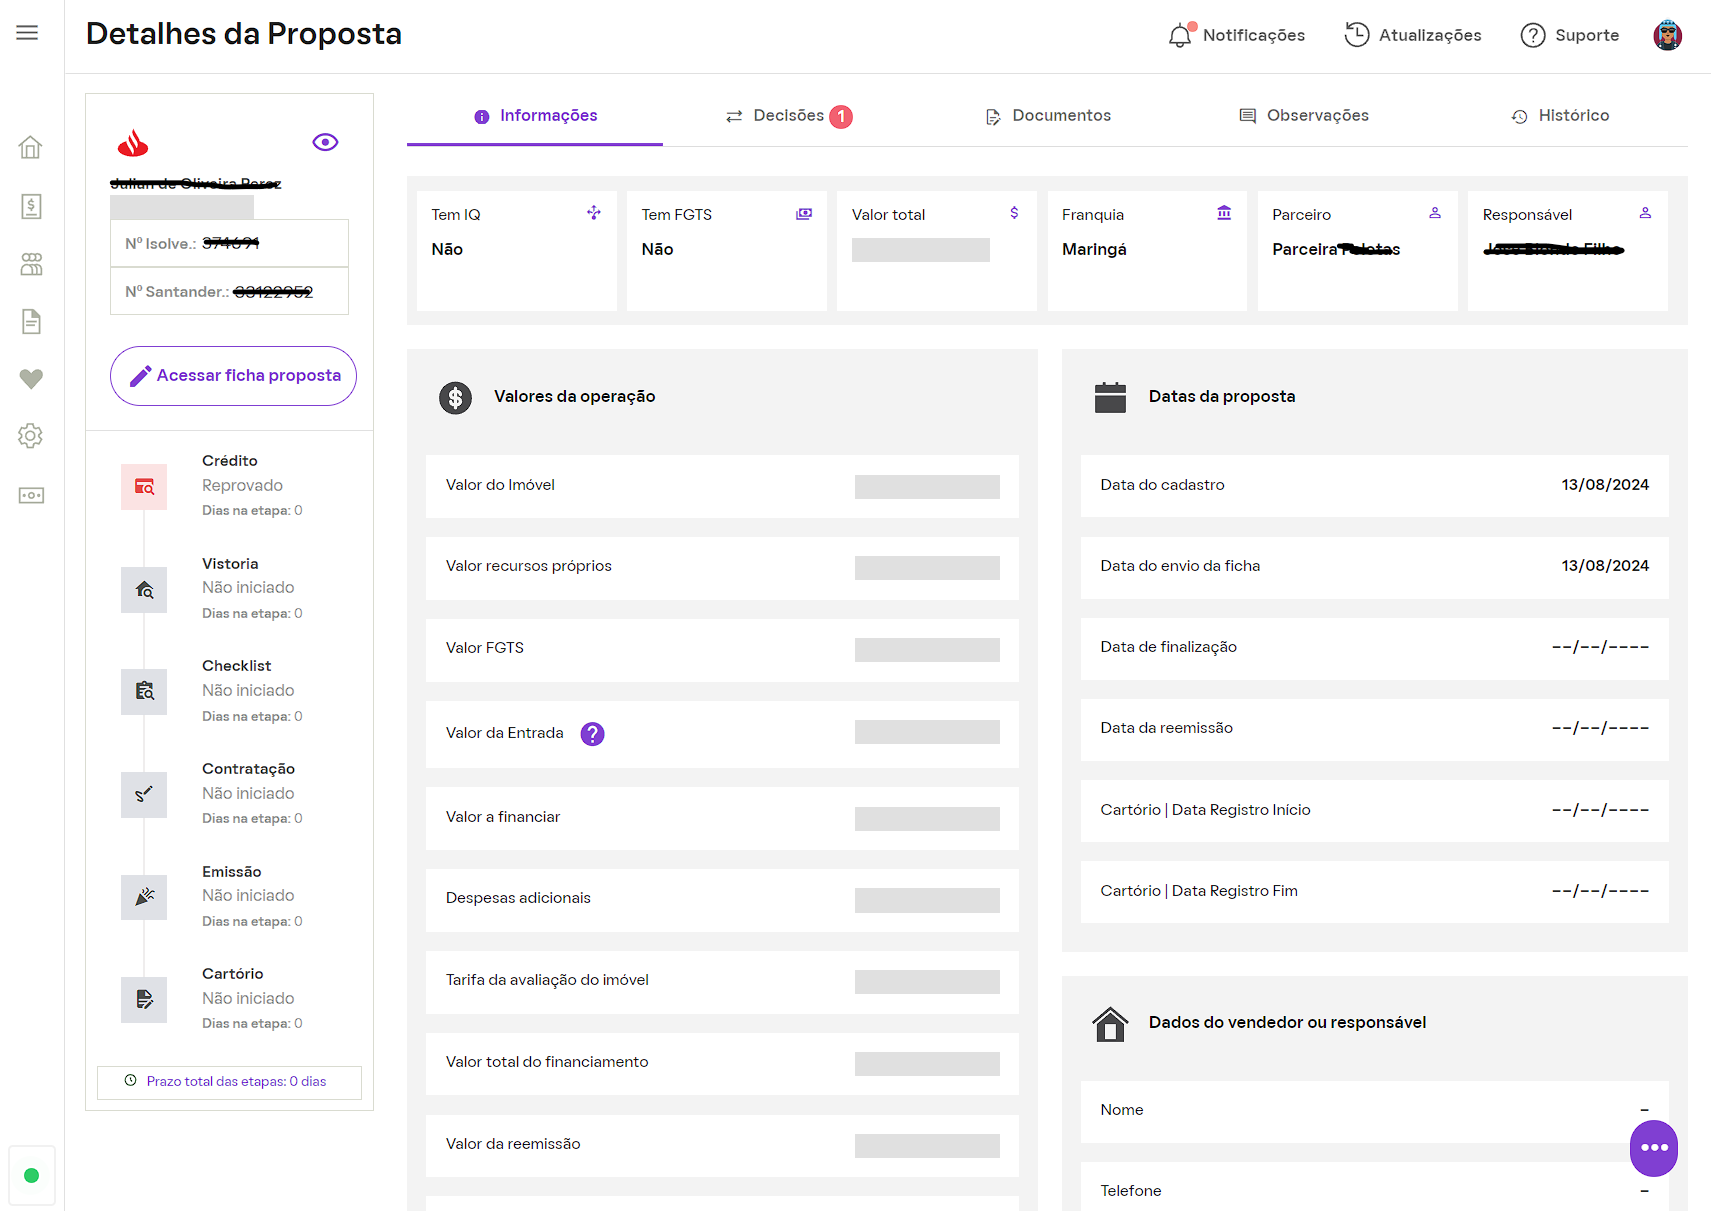 Detalhes da Proposta
Notificações
Atualizações
Suporte
Informações
Decisões 1
Documentos
Observações
Histórico
Nº Isolve.:
Nº Santander.:
Acessar ficha proposta
Crédito
Reprovado
Dias na etapa: 0
Vistoria
Não iniciado
Dias na etapa: 0
Checklist
Não iniciado
Dias na etapa: 0
Contratação
Não iniciado
Dias na etapa: 0
Emissão
Não iniciado
Dias na etapa: 0
Cartório
Não iniciado
Dias na etapa: 0
Prazo total das etapas: 0 dias
Tem IQ
Não
Tem FGTS
Não
Valor total
Franquia
Maringá
Parceiro
Parceira
Responsável
Valores da operação
Valor do Imóvel
Valor recursos próprios
Valor FGTS
Valor da Entrada ?
Valor a financiar
Despesas adicionais
Tarifa da avaliação do imóvel
Valor total do financiamento
Valor da reemissão
Datas da proposta
Data do cadastro 13/08/2024
Data do envio da ficha 13/08/2024
Data de finalização --/--/----
Data da reemissão --/--/----
Cartório | Data Registro Início --/--/----
Cartório | Data Registro Fim --/--/----
Dados do vendedor ou responsável
Nome -
Telefone -